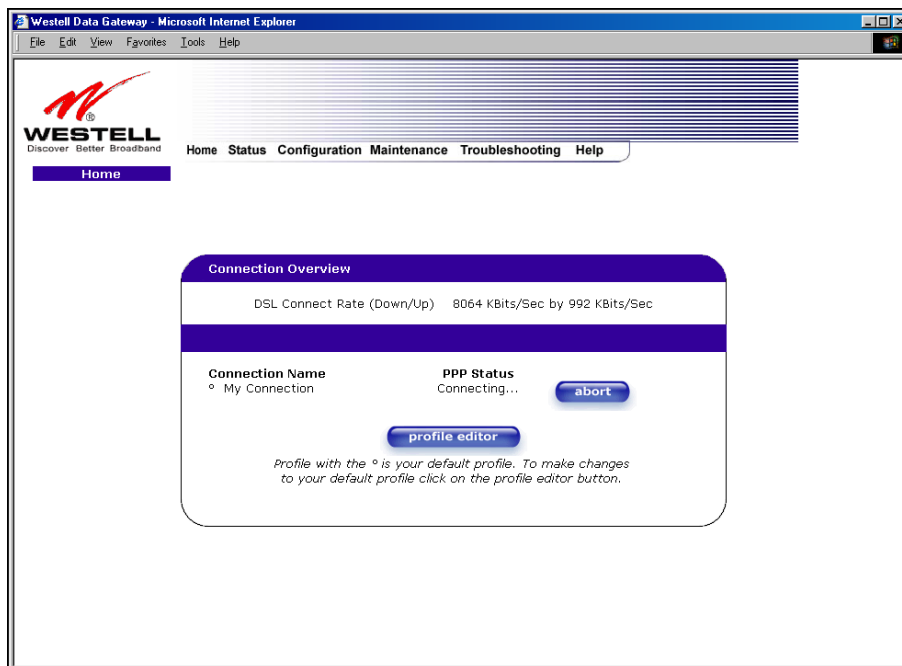 Westell Data Gateway - Microsoft Internet Explorer
File Edit View Favorites Tools Help
®
WESTELL
Discover Better Broadband
Home Status Configuration Maintenance Troubleshooting Help
Home
Connection Overview
DSL Connect Rate (Down/Up) 8064 KBits/Sec by 992 KBits/Sec
Connection Name PPP Status
° My Connection Connecting... abort
profile editor
Profile with the ° is your default profile. To make changes
to your default profile click on the profile editor button.